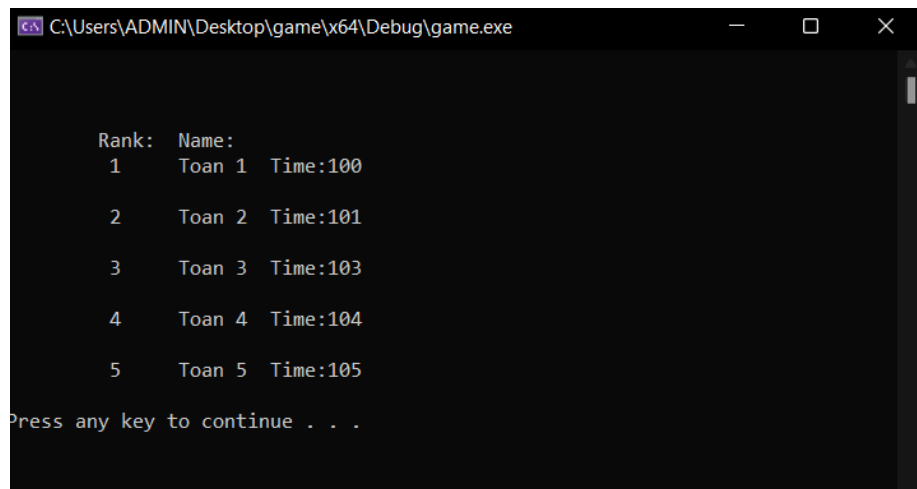 C:\Users\ADMIN\Desktop\game\x64\Debug\game.exe
Rank: Name:
1 Toan 1 Time:100
2 Toan 2 Time:101
3 Toan 3 Time:103
4 Toan 4 Time:104
5 Toan 5 Time:105
Press any key to continue . . .